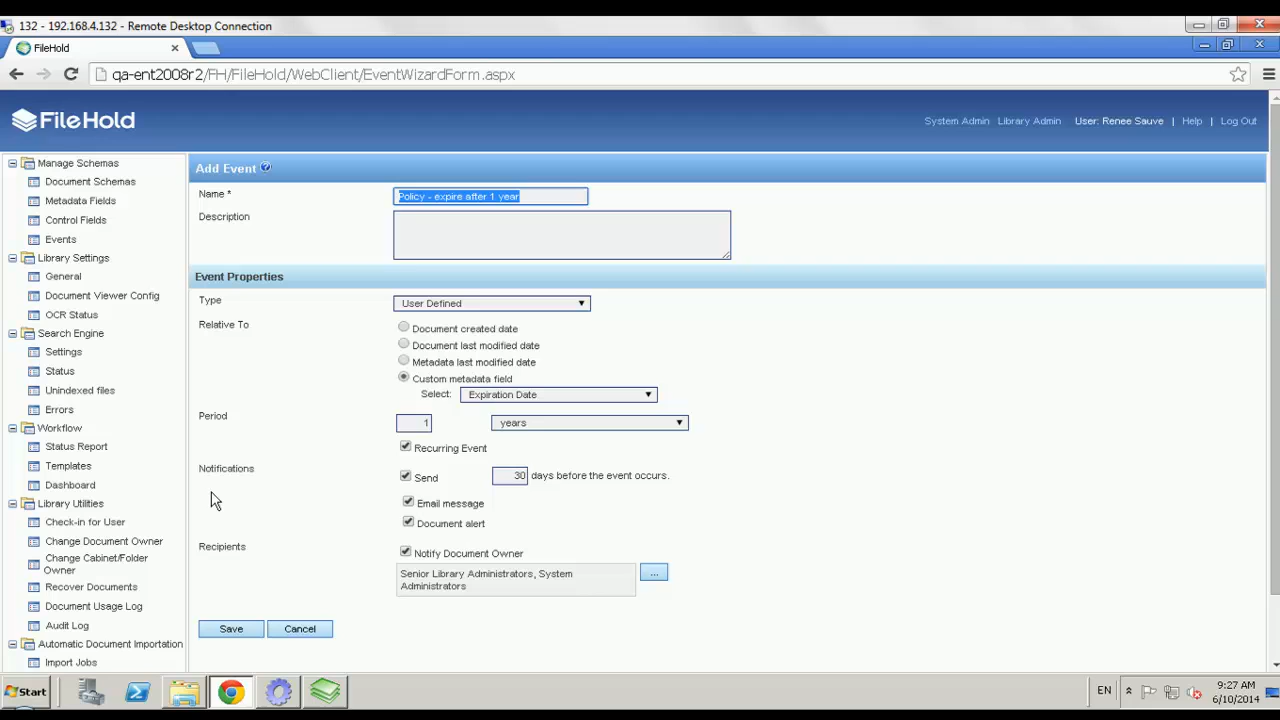 132 - 192.168.4.132 - Remote Desktop Connection
FileHold
qa-ent2008r2/FH/FileHold/WebClient/EventWizardForm.aspx
FileHold
System Admin Library Admin User: Renee Sauve | Help | Log Out
Manage Schemas
Document Schemas
Metadata Fields
Control Fields
Events
Library Settings
General
Document Viewer Config
OCR Status
Search Engine
Settings
Status
Unindexed files
Errors
Workflow
Status Report
Templates
Dashboard
Library Utilities
Check-in for User
Change Document Owner
Change Cabinet/Folder
Owner
Recover Documents
Document Usage Log
Audit Log
Automatic Document Importation
Import Jobs
Add Event
Name * Policy - expire after 1 year
Description
Event Properties
Type User Defined
Relative To Document created date
Document last modified date
Metadata last modified date
Custom metadata field
Select: Expiration Date
Period 1 years
Recurring Event
Notifications Send 30 days before the event occurs.
Email message
Document alert
Recipients Notify Document Owner
Senior Library Administrators, System
Administrators
...
Save Cancel
Start EN 9:27 AM
6/10/2014